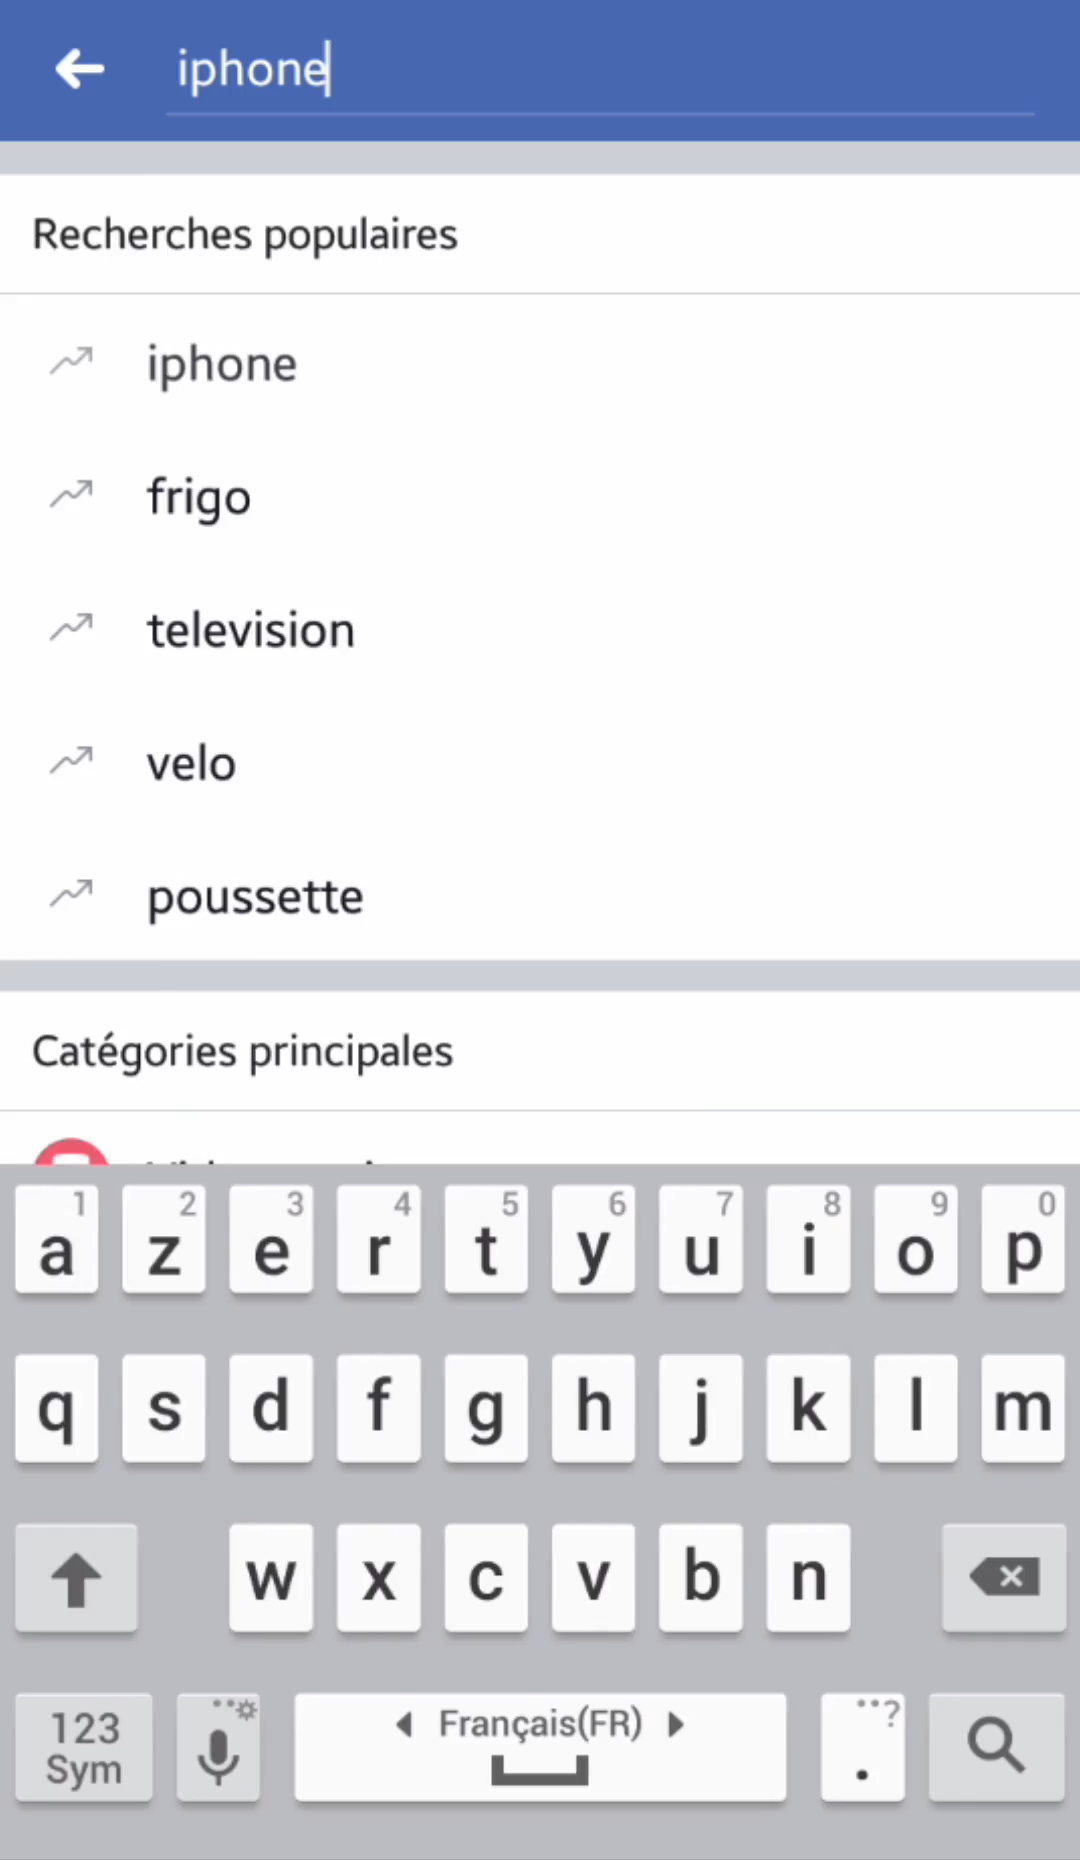 iphone
Recherches populaires
iphone
frigo
television
velo
poussette
Catégories principales
1 2 3 4 5 6 7 8 9 0
a z e r t y u i o p
q s d f g h j k l m
w x c v b n
123
Sym
Français(FR)
?
.